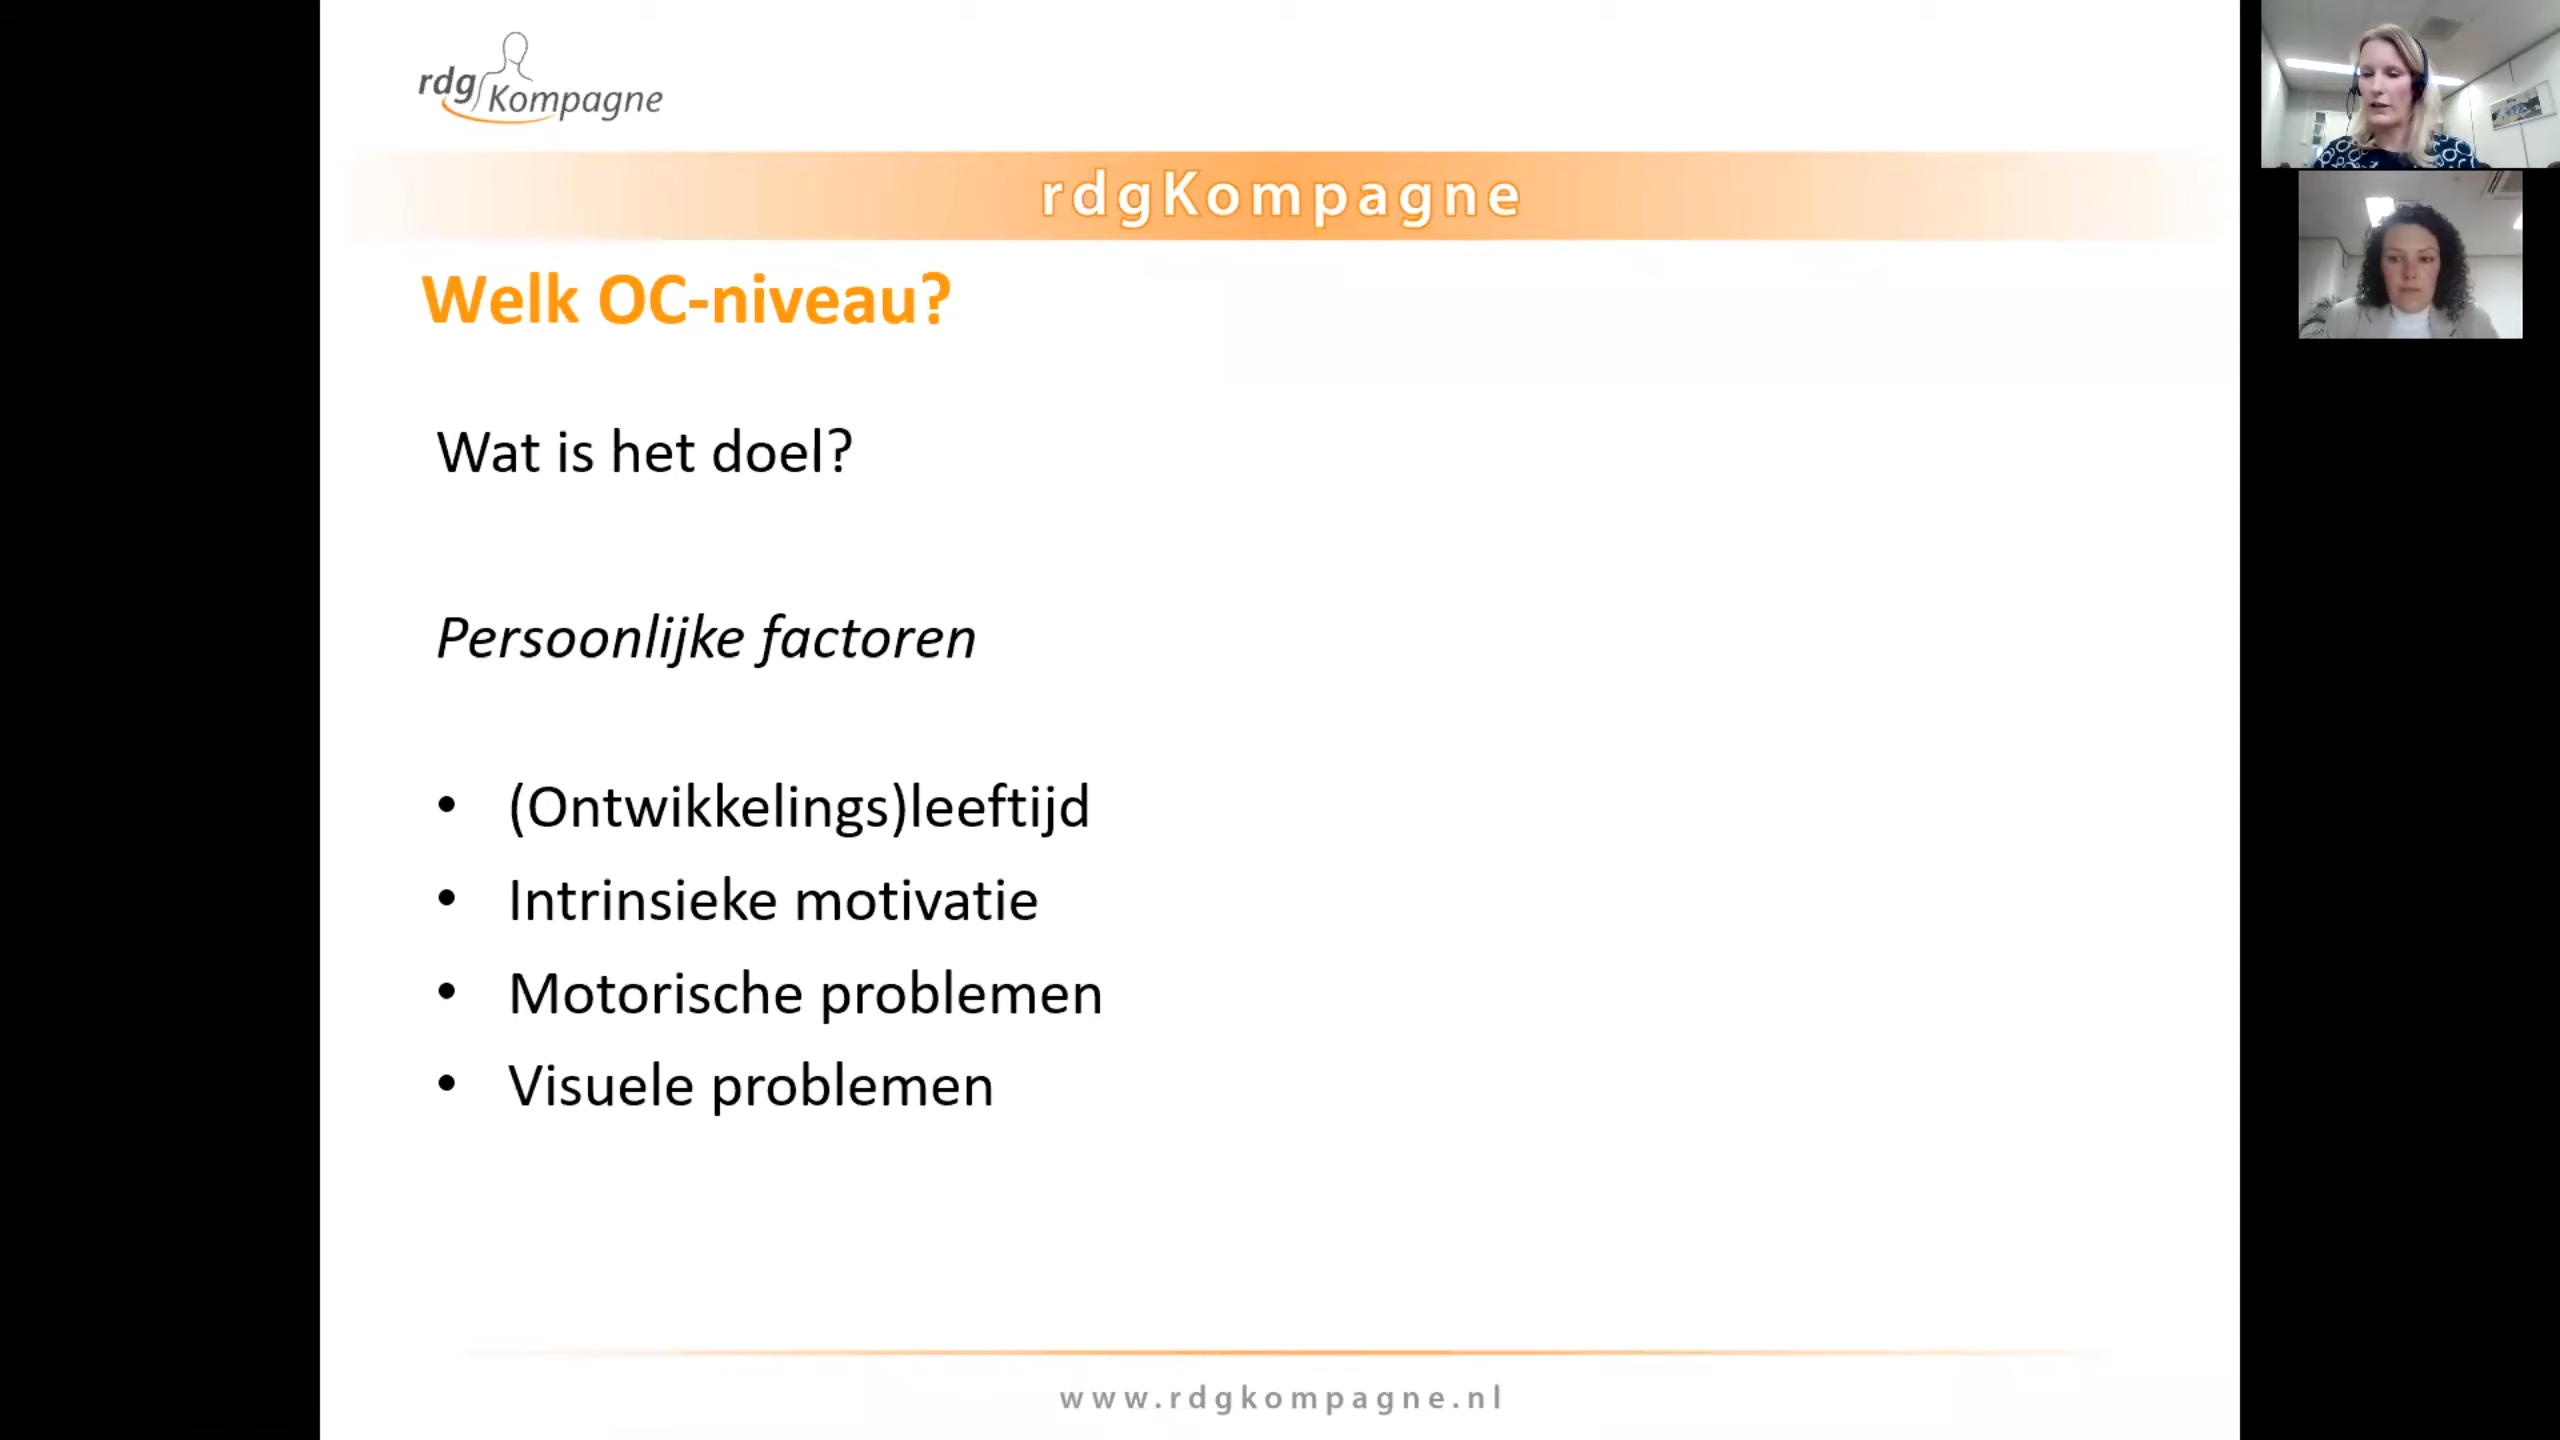 rdg Kompagne
rdgKompagne
Welk OC-niveau?
Wat is het doel?
Persoonlijke factoren
• (Ontwikkelings)leeftijd
• Intrinsieke motivatie
• Motorische problemen
• Visuele problemen
www.rdgkompagne.nl